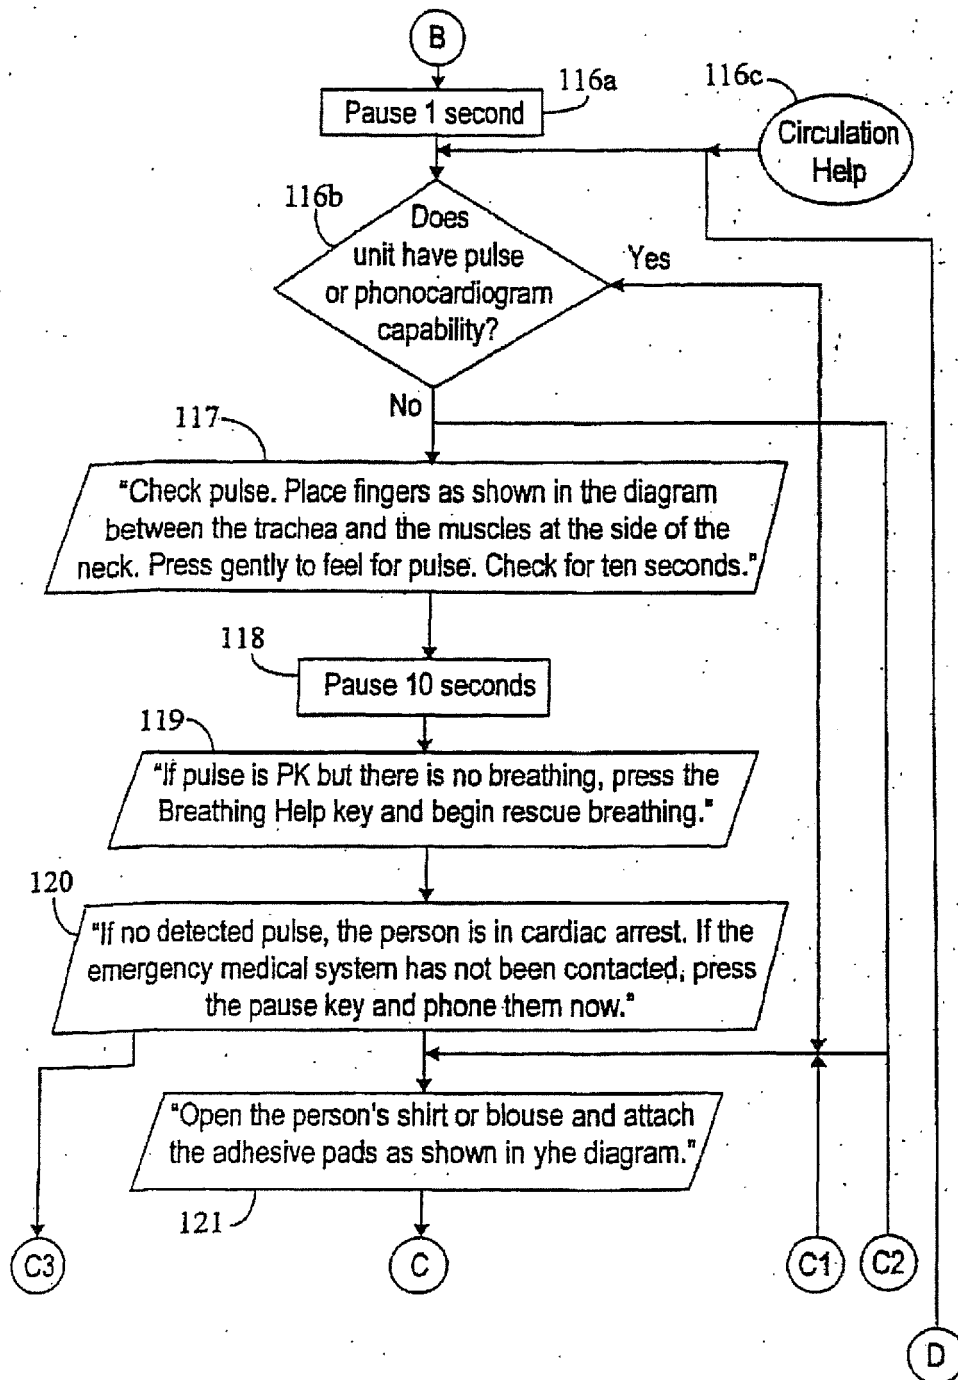 B
116a
Pause 1 second
116c
Circulation
Help
116b
Does
unit have pulse
or phonocardiogram
capability?
Yes
No
117
"Check pulse. Place fingers as shown in the diagram
between the trachea and the muscles at the side of the
neck. Press gently to feel for pulse. Check for ten seconds."
118
Pause 10 seconds
119
"If pulse is PK but there is no breathing, press the
Breathing Help key and begin rescue breathing."
120
"If no detected pulse, the person is in cardiac arrest. If the
emergency medical system has not been contacted, press
the pause key and phone them now."
"Open the person's shirt or blouse and attach
the adhesive pads as shown in yhe diagram."
121
C3
C
C1
C2
D